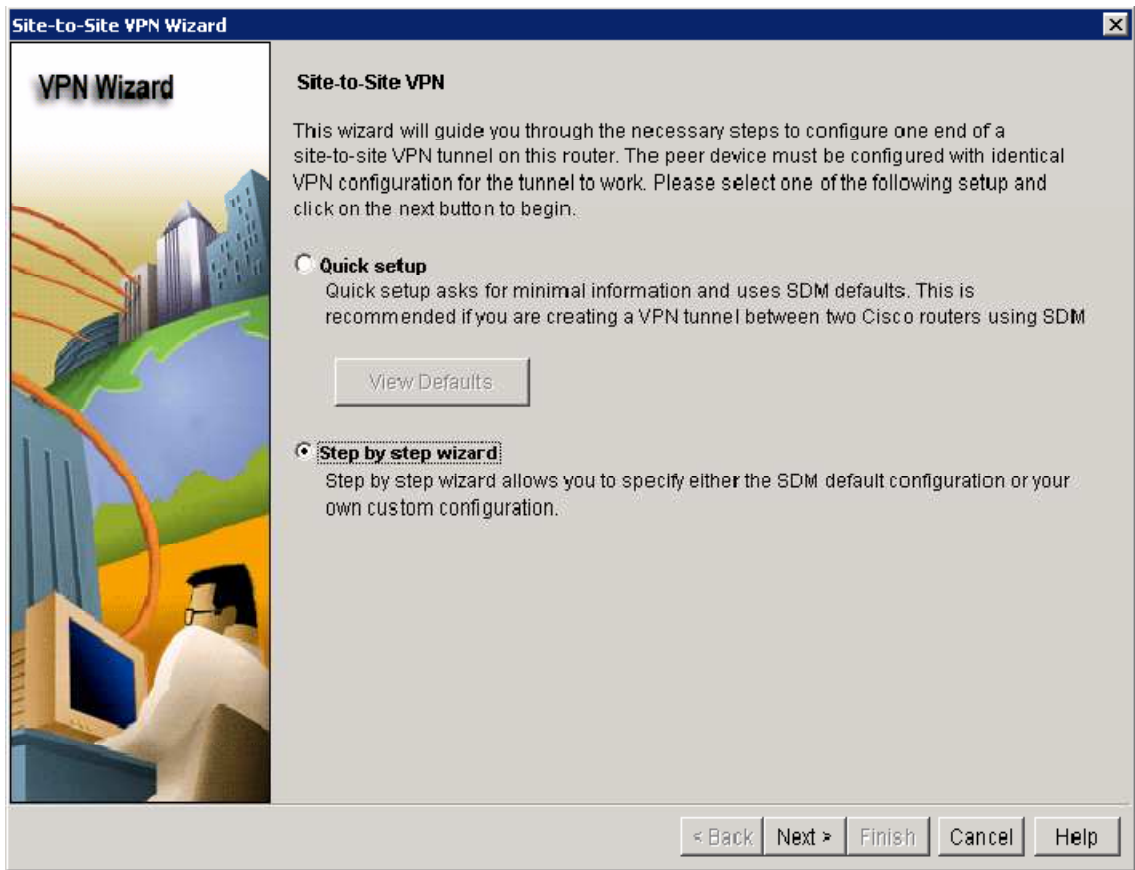 Site-to-Site VPN Wizard
VPN Wizard
Site-to-Site VPN
This wizard will guide you through the necessary steps to configure one end of a
site-to-site VPN tunnel on this router. The peer device must be configured with identical
VPN configuration for the tunnel to work. Please select one of the following setup and
click on the next button to begin.
Quick setup
Quick setup asks for minimal information and uses SDM defaults. This is
recommended if you are creating a VPN tunnel between two Cisco routers using SDM
View Defaults
Step by step wizard
Step by step wizard allows you to specify either the SDM default configuration or your
own custom configuration.
< Back Next > Finish Cancel Help